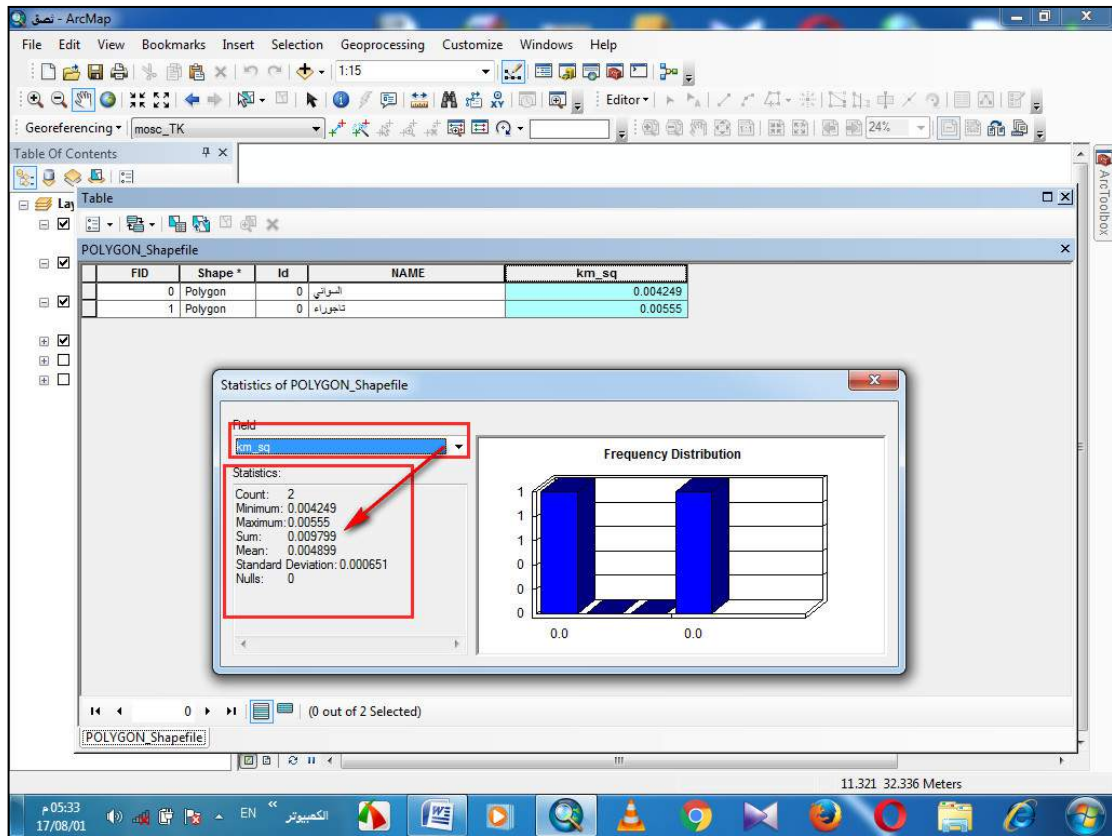 نصق - ArcMap
File Edit View Bookmarks Insert Selection Geoprocessing Customize Windows Help
1:15
Editor
Georeferencing mosc_TK 24%
Table Of Contents
ArcToolbox
Lay
Table
POLYGON_Shapefile
FID Shape * Id NAME km_sq
0 Polygon 0 السواني 0.004249
1 Polygon 0 تاجوراء 0.00555
Statistics of POLYGON_Shapefile
Field
km_sq
Statistics:
Count: 2
Minimum: 0.004249
Maximum: 0.00555
Sum: 0.009799
Mean: 0.004899
Standard Deviation: 0.000651
Nulls: 0
Frequency Distribution
1
1
1
0
0
0
0.0 0.0
0 (0 out of 2 Selected)
POLYGON_Shapefile
11.321 32.336 Meters
05:33 م
17/08/01
EN
الكمبيوتر